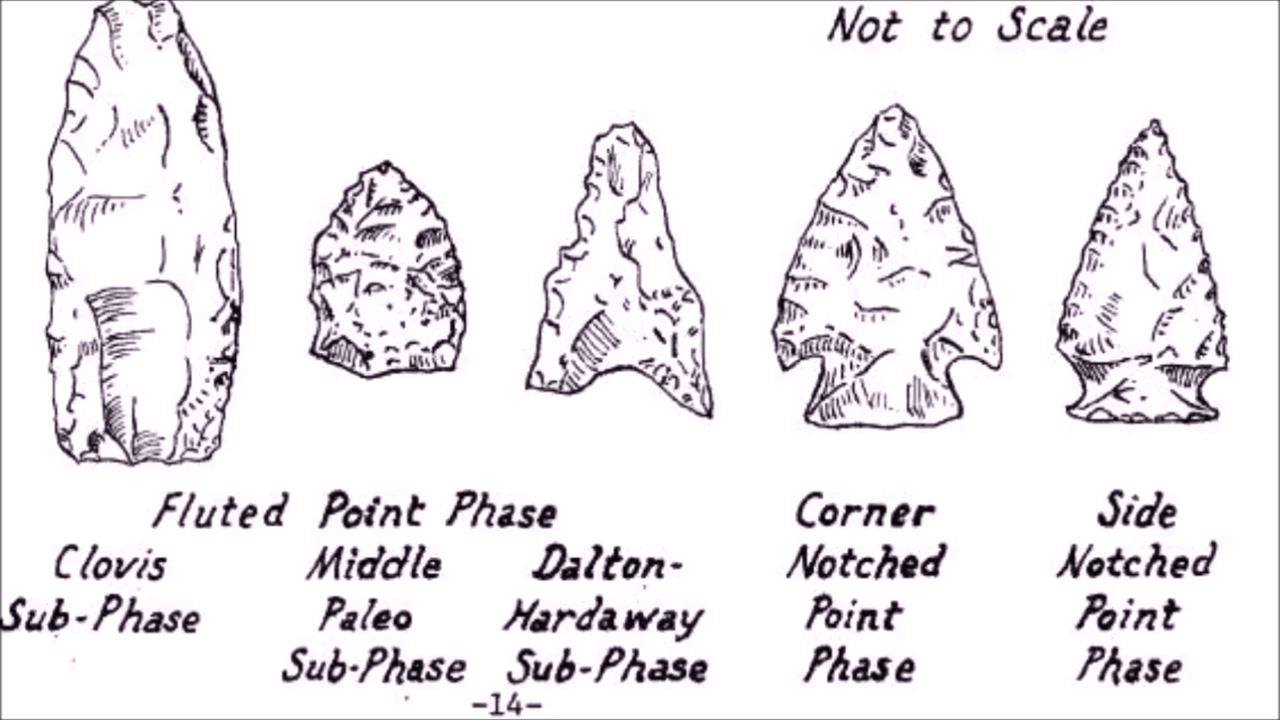 Not to Scale
Fluted Point Phase
Clovis Sub-Phase
Middle Paleo Sub-Phase
Dalton-Hardaway Sub-Phase
Corner Notched Point Phase
Side Notched Point Phase
-14-